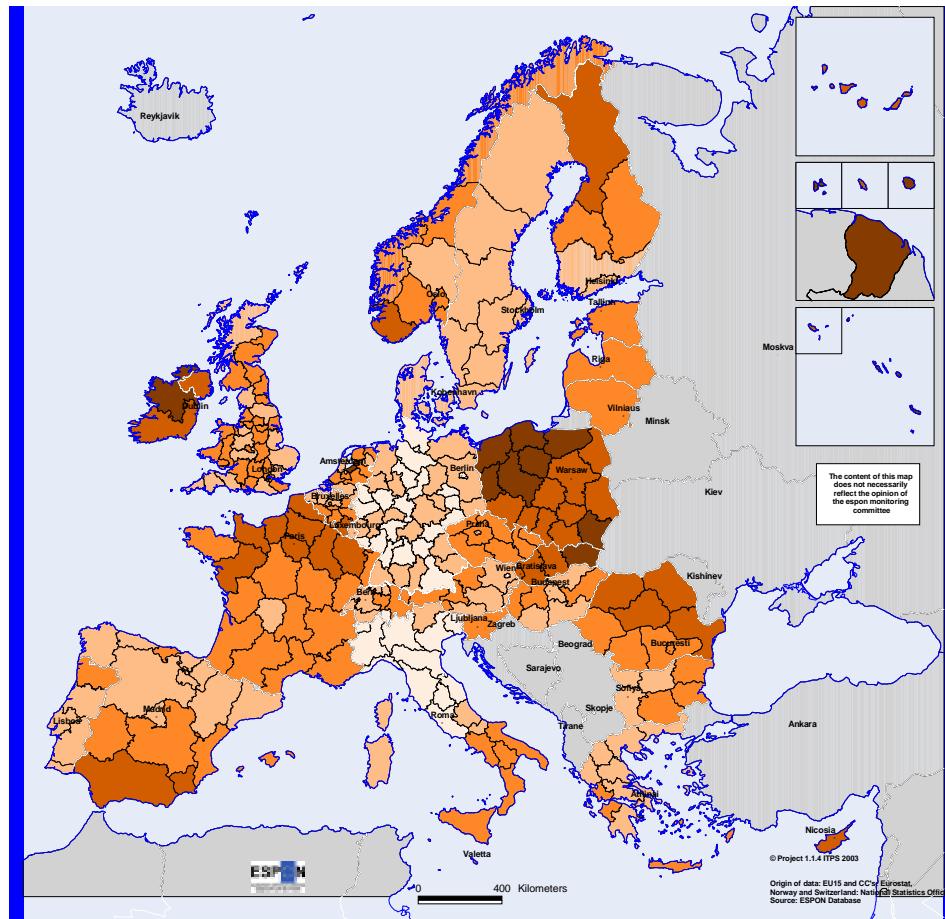 Reykjavik
Oslo
Helsinki
Tallinn
Stockholm
Moskva
Riga
København
Dublin
Vilnius
Minsk
London
Amsterdam
Berlin
Warsaw
The content of this map
does not necessarily
reflect the opinion of
the espon monitoring
committee
Bruxelles
Kiev
Luxembourg
Praha
Paris
Wien
Bratislava
Kishinev
Bern
Budapest
Ljubljana
Zagreb
Beograd
Bucuresti
Sarajevo
Sofiya
Madrid
Lisboa
Roma
Skopje
Tirane
Ankara
Athinai
Nicosia
Valetta
© Project 1.1.4 ITPS 2003
ESPON
0 400 Kilometers
Origin of data: EU15 and CC's: Eurostat,
Norway and Switzerland: National Statistics Offic
Source: ESPON Database